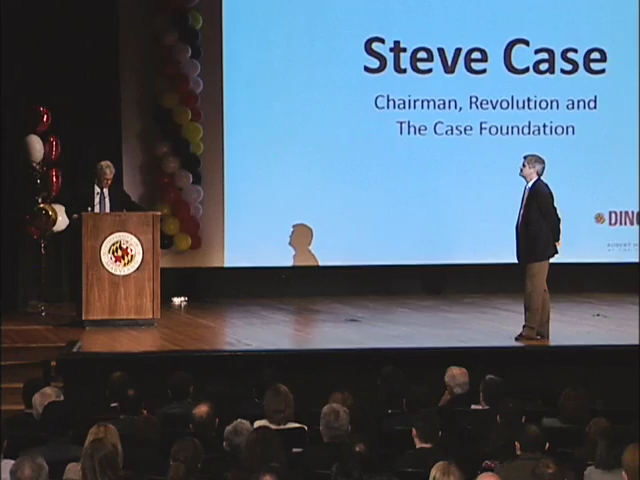 Steve Case
Chairman, Revolution and
The Case Foundation
DING